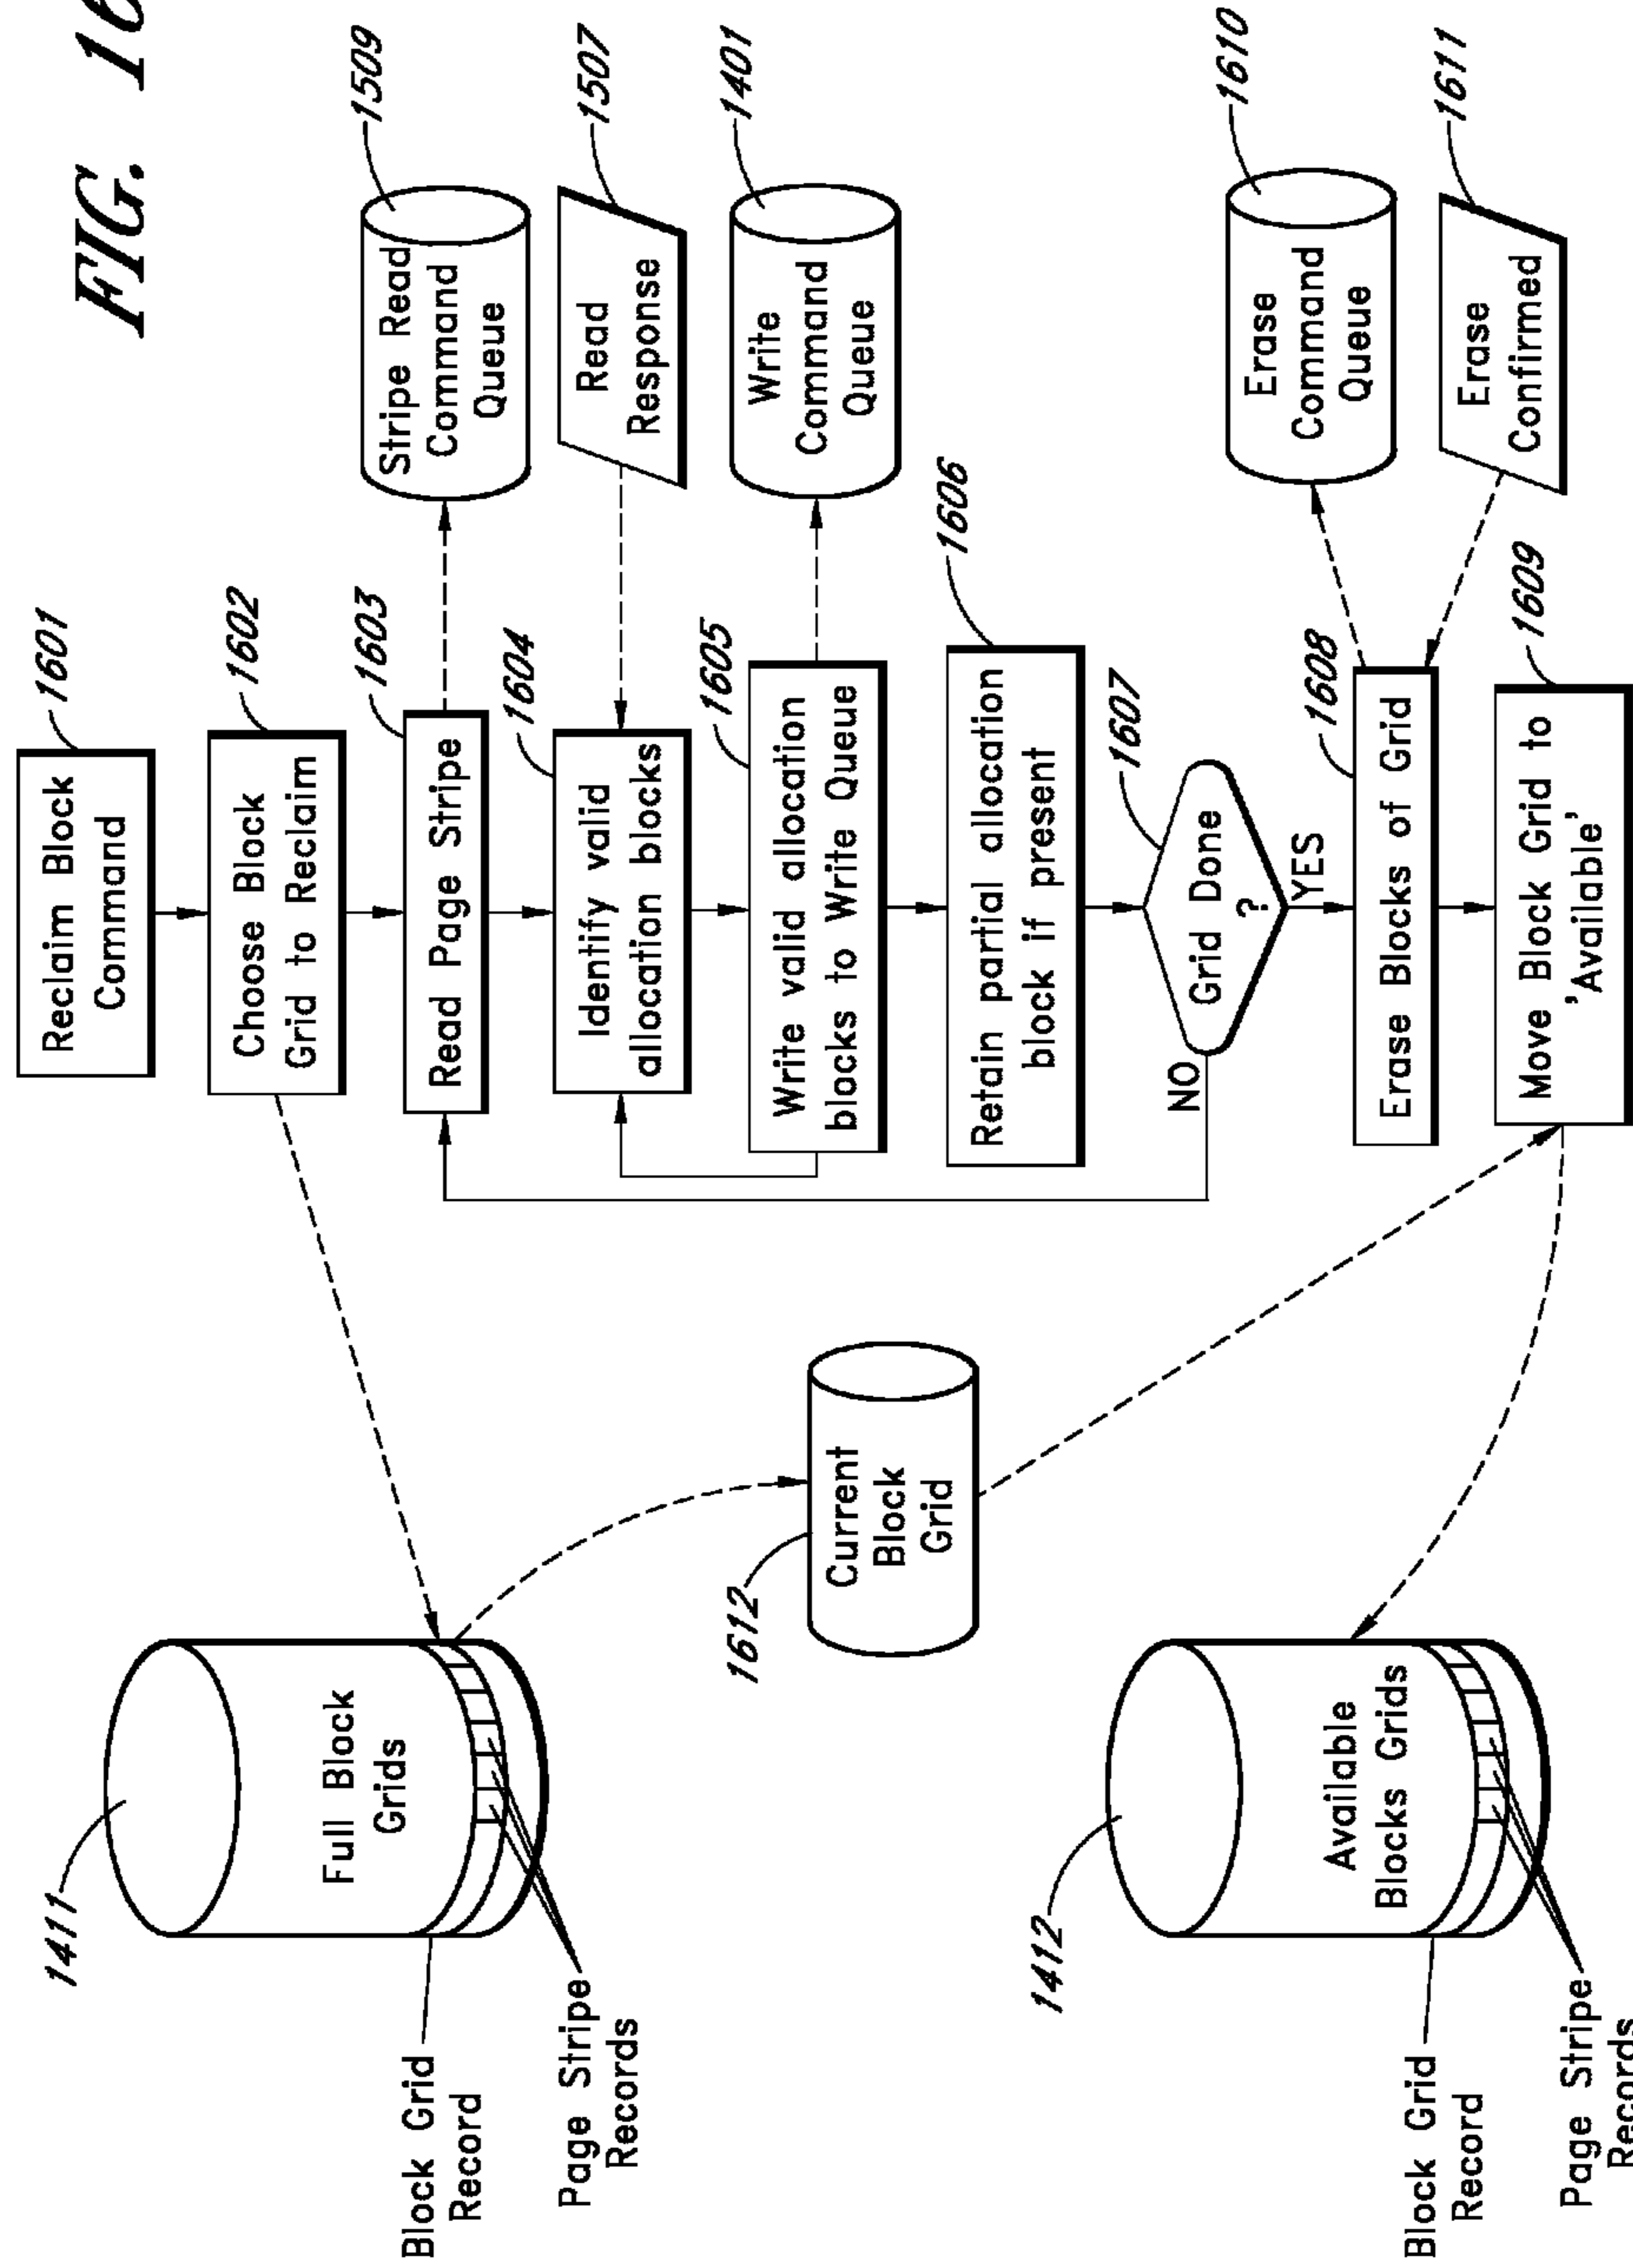 FIG. 16
1601
Reclaim Block
Command
1602
Choose Block
Grid to Reclaim
1603
Read Page Stripe
1509
Stripe Read
Command
Queue
1604
Identify valid
allocation blocks
1507
Read
Response
1605
Write valid allocation
blocks to Write Queue
1401
Write
Command
Queue
1606
Retain partial allocation
block if present
1607
Grid Done
?
NO
YES
1608
Erase Blocks of Grid
1610
Erase
Command
Queue
1611
Erase
Confirmed
1609
Move Block Grid to
'Available'
1411
Full Block
Grids
Block Grid
Record
Page Stripe
Records
1612
Current
Block
Grid
1412
Available
Blocks Grids
Block Grid
Record
Page Stripe
Records